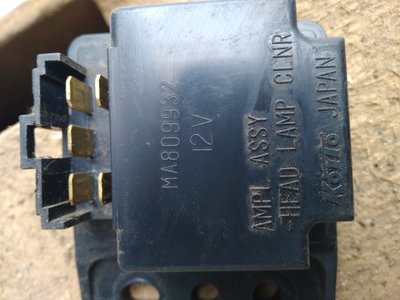 MA809932
12V
AMPL ASSY
HEAD LAMP CLNR
JAPAN